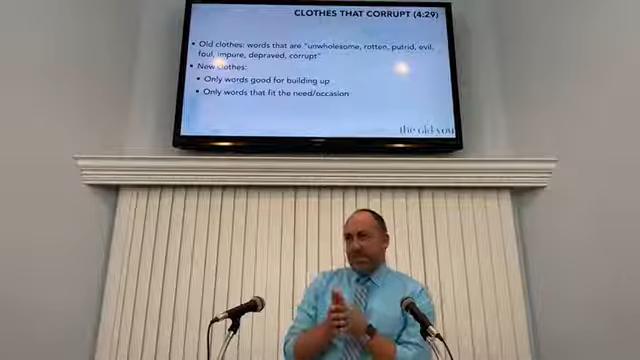 CLOTHES THAT CORRUPT (4:29)
• Old clothes: words that are "unwholesome, rotten, putrid, evil,
foul, impure, depraved, corrupt"
• New clothes:
• Only words good for building up
• Only words that fit the need/occasion
the old you